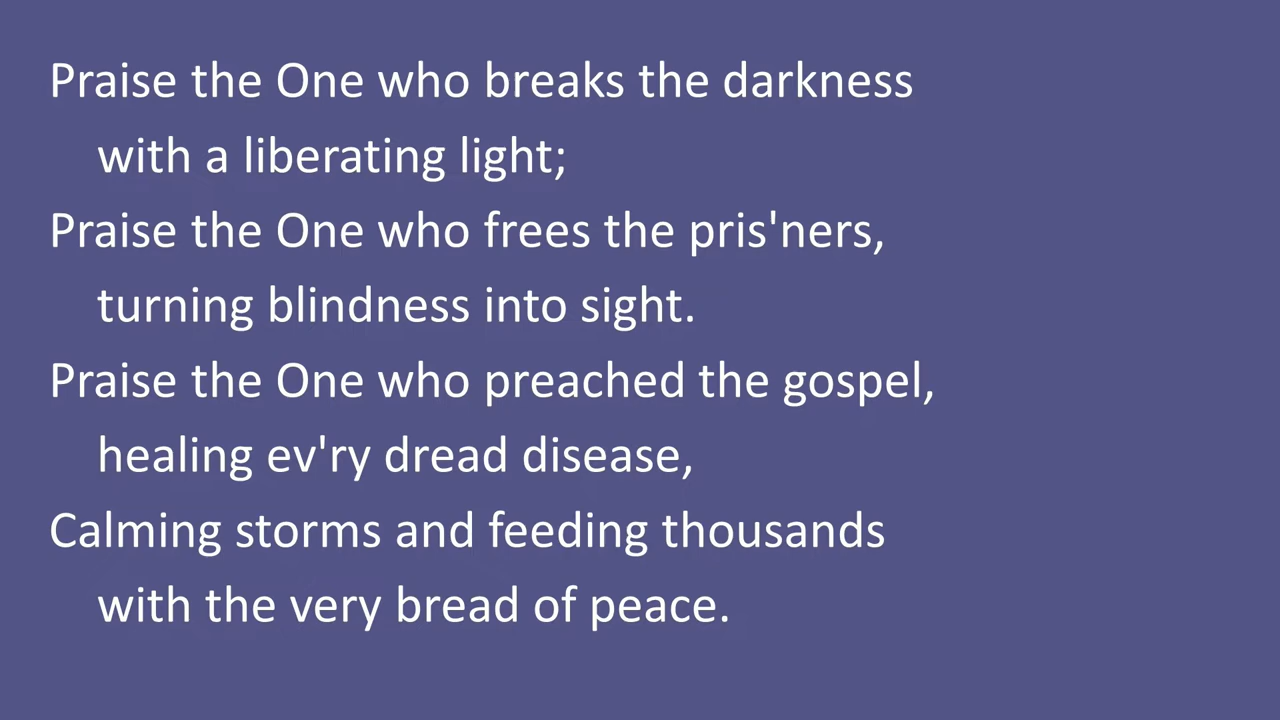 Praise the One who breaks the darkness
with a liberating light;
Praise the One who frees the pris'ners,
turning blindness into sight.
Praise the One who preached the gospel,
healing ev'ry dread disease,
Calming storms and feeding thousands
with the very bread of peace.